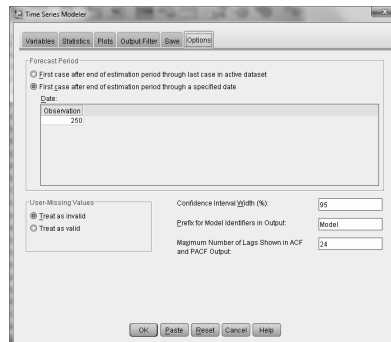 Time Series Modeler
Variables Statistics Plots Output Filter Save Options
Forecast Period
First case after end of estimation period through last case in active dataset
First case after end of estimation period through a specified date
Date:
Observation
250
User-Missing Values
Treat as invalid
Treat as valid
Confidence Interval Width (%): 95
Prefix for Model Identifiers in Output: Model
Maximum Number of Lags Shown in ACF
and PACF Output: 24
OK Paste Reset Cancel Help